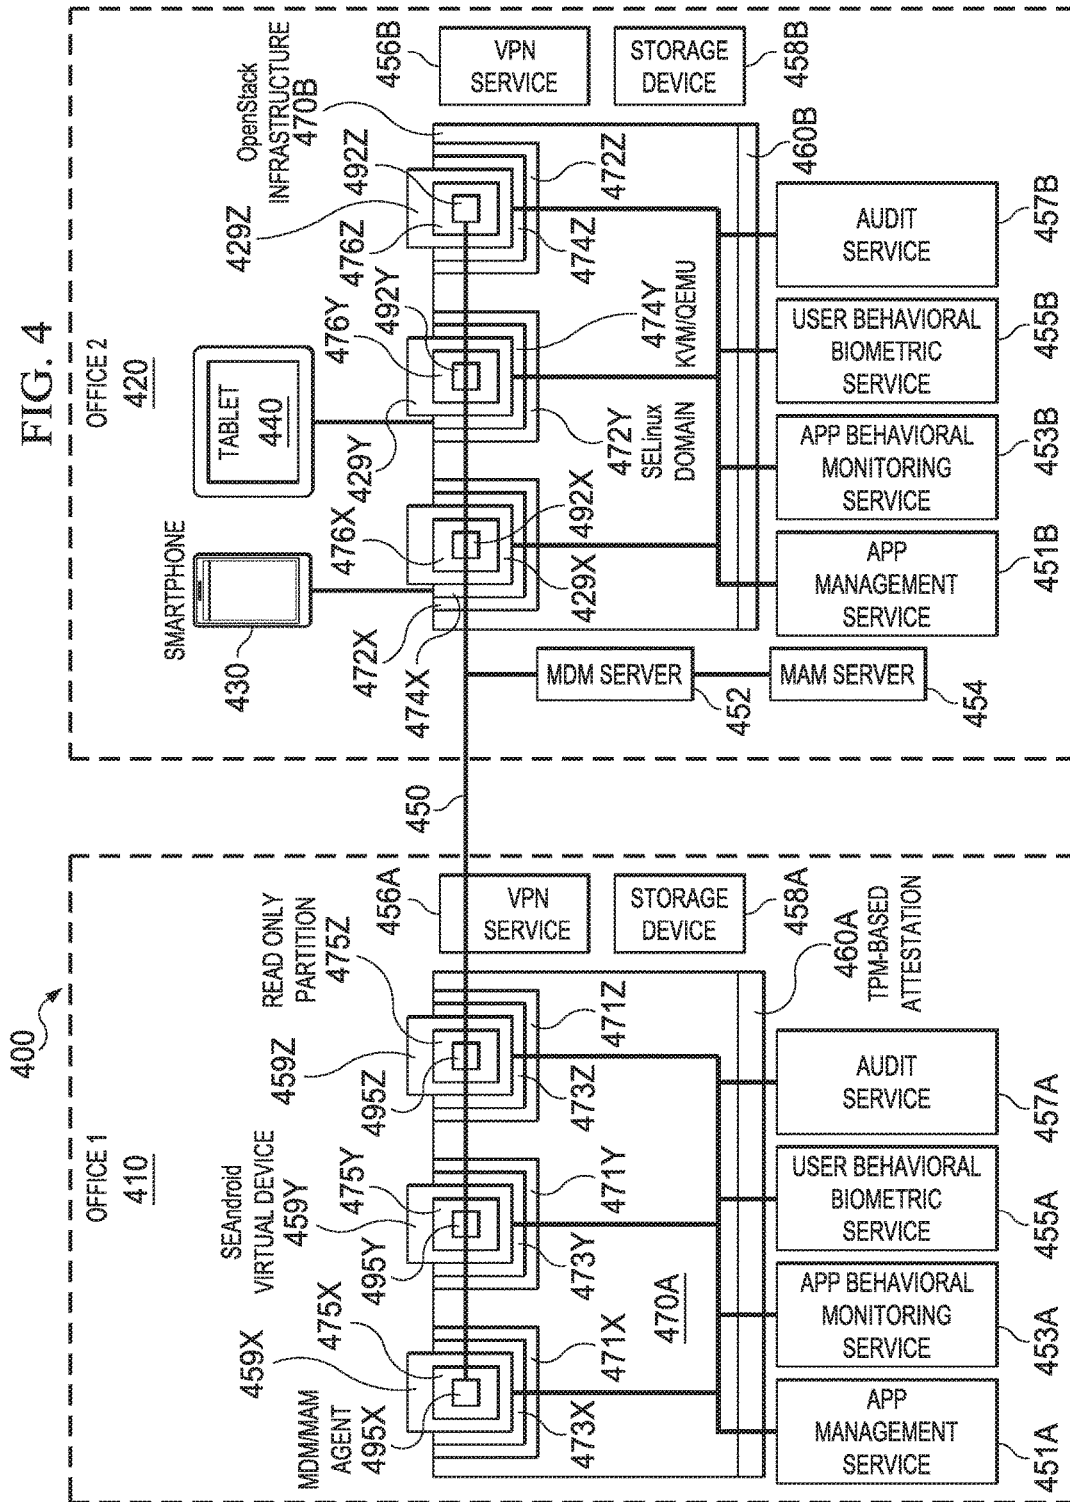 FIG. 4
400
OFFICE 1
410
MDM/MAM
AGENT
495X
459X
475X
SEAndroid
VIRTUAL DEVICE
459Y
495Y
475Y
459Z
495Z
READ ONLY
PARTITION
475Z
473X
471X
473Y
471Y
473Z
471Z
470A
456A
VPN
SERVICE
STORAGE
DEVICE
458A
460A
TPM-BASED
ATTESTATION
APP
MANAGEMENT
SERVICE
451A
APP BEHAVIORAL
MONITORING
SERVICE
453A
USER BEHAVIORAL
BIOMETRIC
SERVICE
455A
AUDIT
SERVICE
457A
450
OFFICE 2
420
SMARTPHONE
430
TABLET
440
472X
474X
476X
429X
492X
429Y
476Y
492Y
472Y
SELinux
DOMAIN
474Y
KVM/QEMU
429Z
476Z
492Z
474Z
472Z
OpenStack
INFRASTRUCTURE
470B
456B
VPN
SERVICE
STORAGE
DEVICE
458B
460B
MDM SERVER
452
MAM SERVER
454
APP
MANAGEMENT
SERVICE
451B
APP BEHAVIORAL
MONITORING
SERVICE
453B
USER BEHAVIORAL
BIOMETRIC
SERVICE
455B
AUDIT
SERVICE
457B